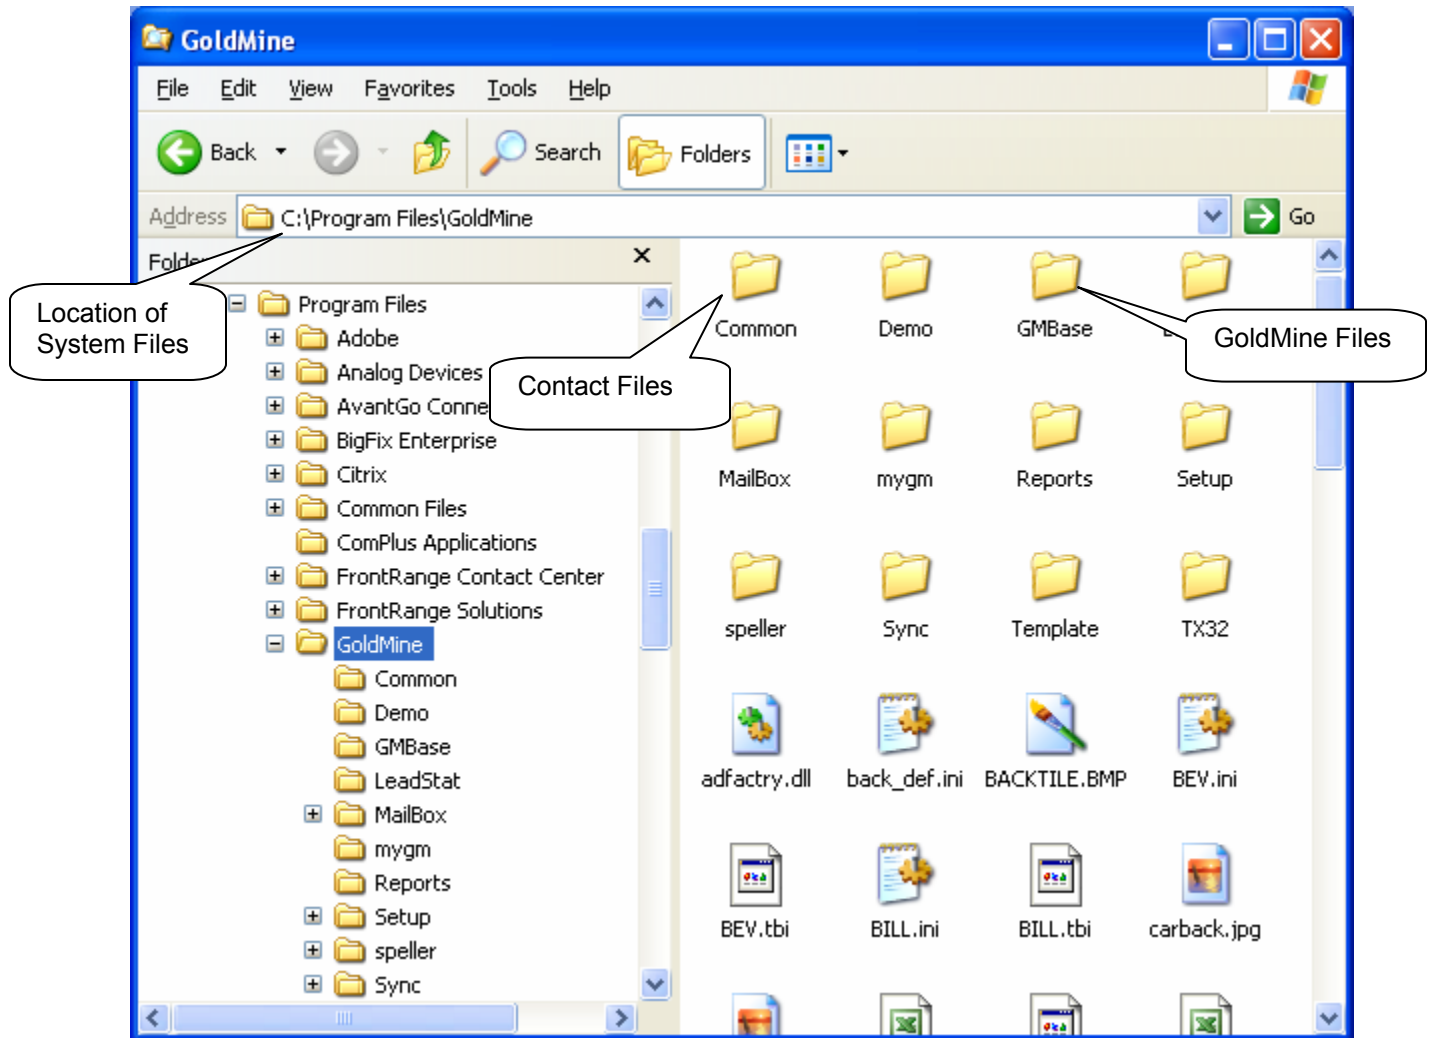 GoldMine
File Edit View Favorites Tools Help
Back Search Folders
Address C:\Program Files\GoldMine Go
Location of
System Files
Contact Files
GoldMine Files
Program Files
Adobe
Analog Devices
AvantGo
BigFix Enterprise
Citrix
Common Files
ComPlus Applications
FrontRange Contact Center
FrontRange Solutions
GoldMine
Common
Demo
GMBase
LeadStat
MailBox
mygm
Reports
Setup
speller
Sync
Common Demo GMBase
MailBox mygm Reports Setup
speller Sync Template TX32
adfactry.dll back_def.ini BACKTILE.BMP BEV.ini
BEV.tbi BILL.ini BILL.tbi carback.jpg